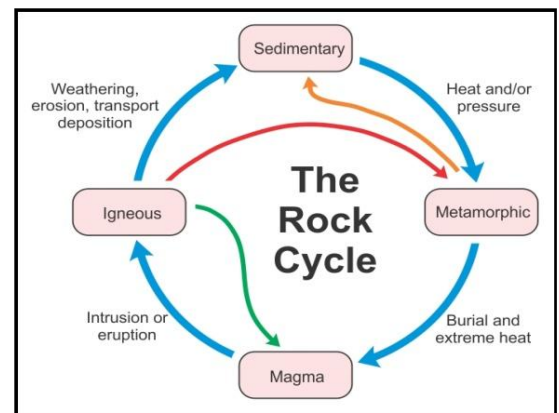 Sedimentary
Weathering,
erosion, transport
deposition
Heat and/or
pressure
The
Rock
Cycle
Igneous
Metamorphic
Intrusion or
eruption
Burial and
extreme heat
Magma